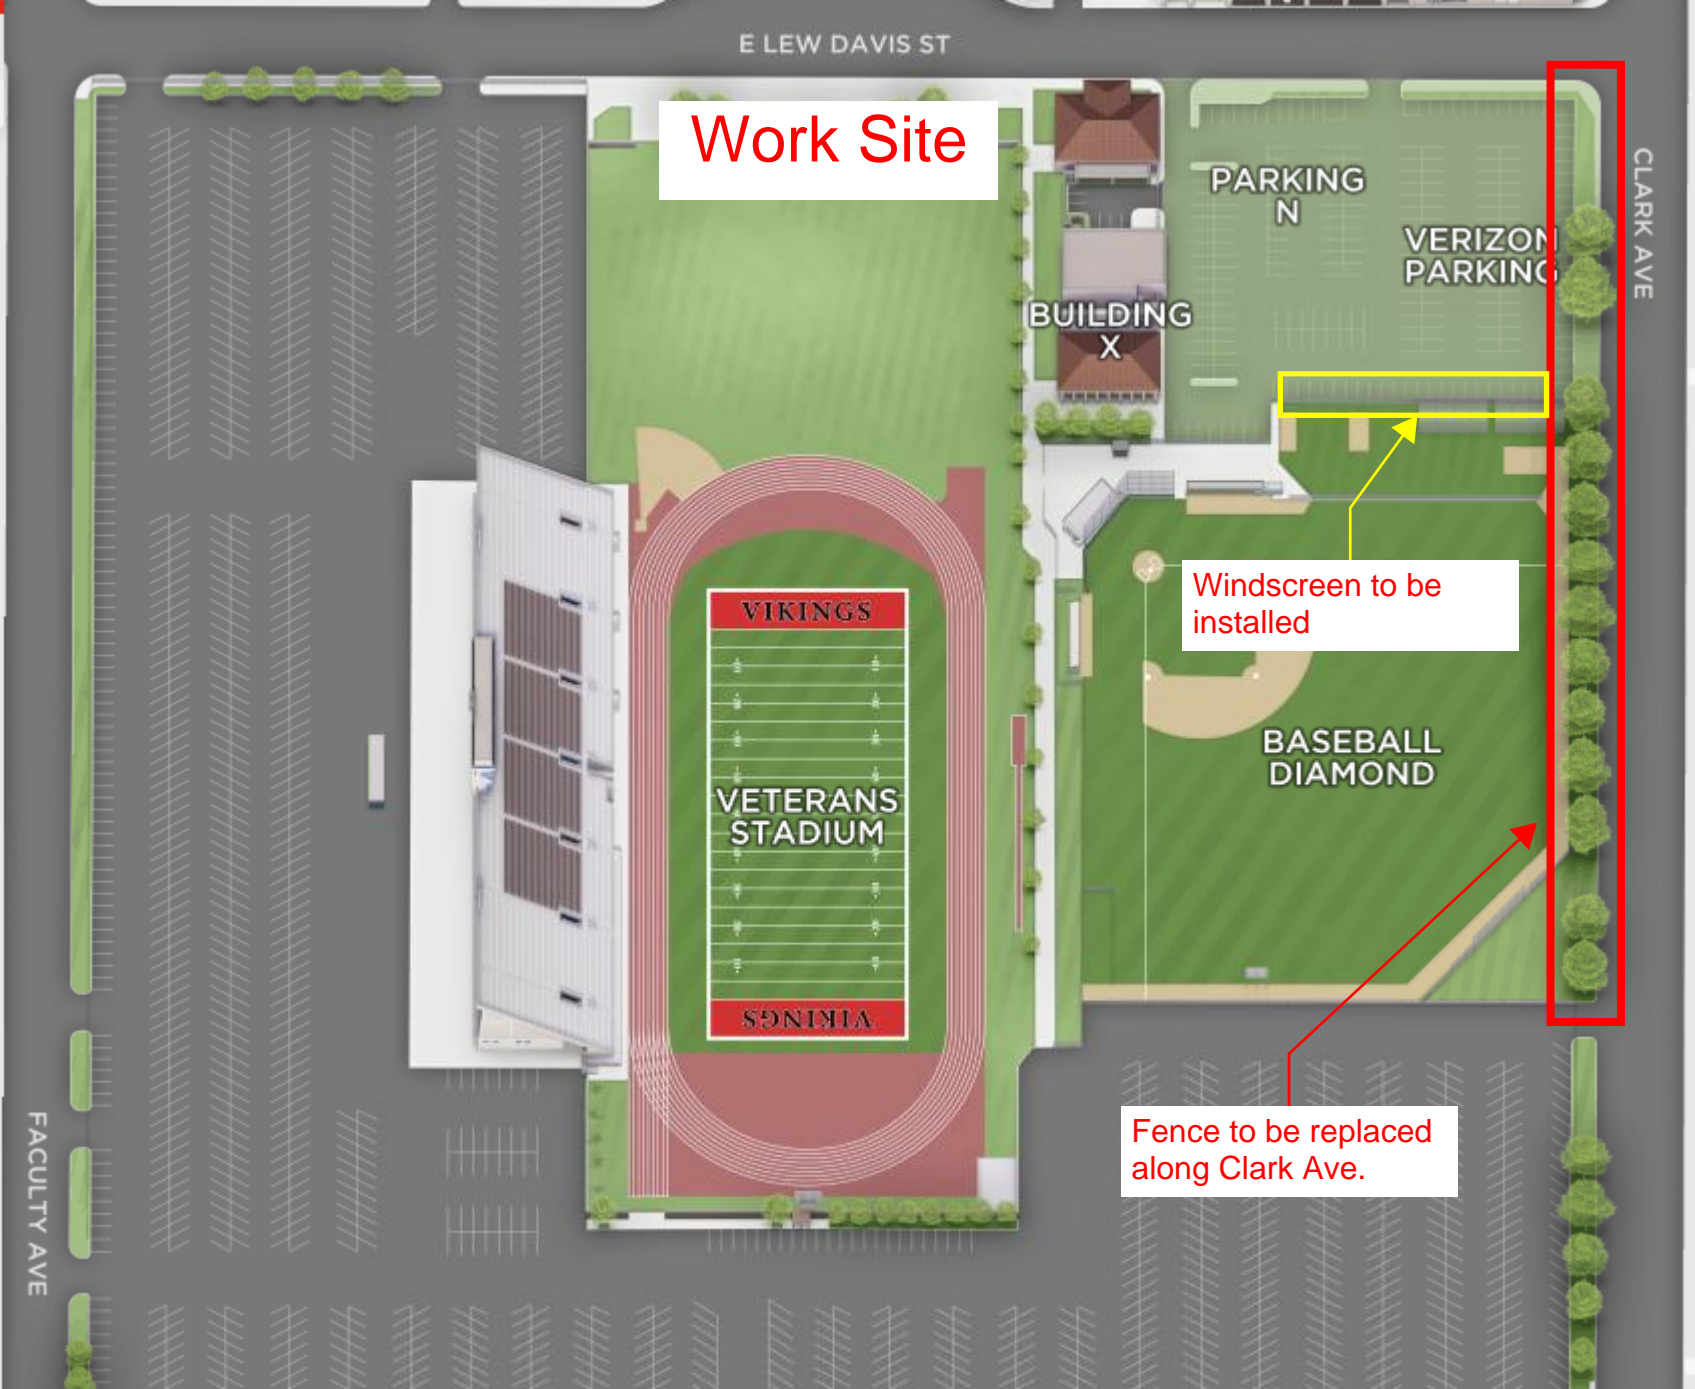 E LEW DAVIS ST
Work Site
CLARK AVE
PARKING
N
VERIZON
PARKING
BUILDING
X
Windscreen to be
installed
VIKINGS
BASEBALL
DIAMOND
VETERANS
STADIUM
VIKINGS
Fence to be replaced
along Clark Ave.
FACULTY AVE